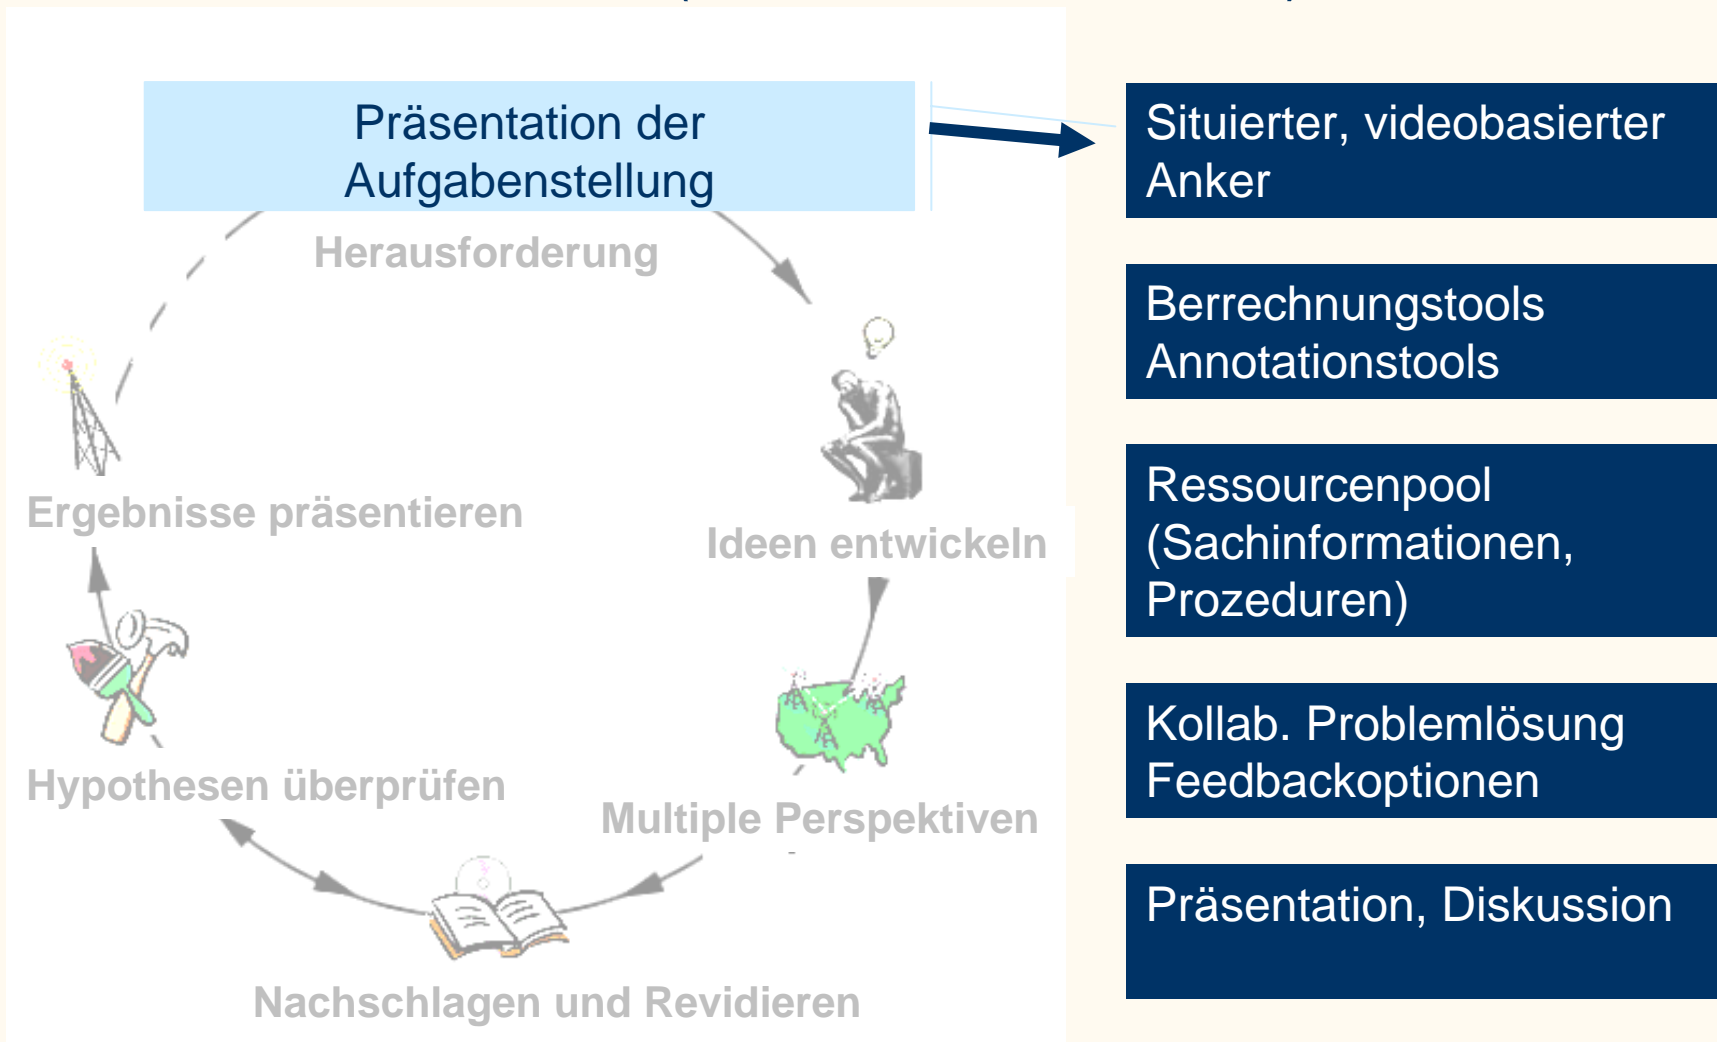 Präsentation der
Aufgabenstellung
Herausforderung
Ergebnisse präsentieren
Ideen entwickeln
Hypothesen überprüfen
Multiple Perspektiven
Nachschlagen und Revidieren
Situierter, videobasierter
Anker
Berrechnungstools
Annotationstools
Ressourcenpool
(Sachinformationen,
Prozeduren)
Kollab. Problemlösung
Feedbackoptionen
Präsentation, Diskussion